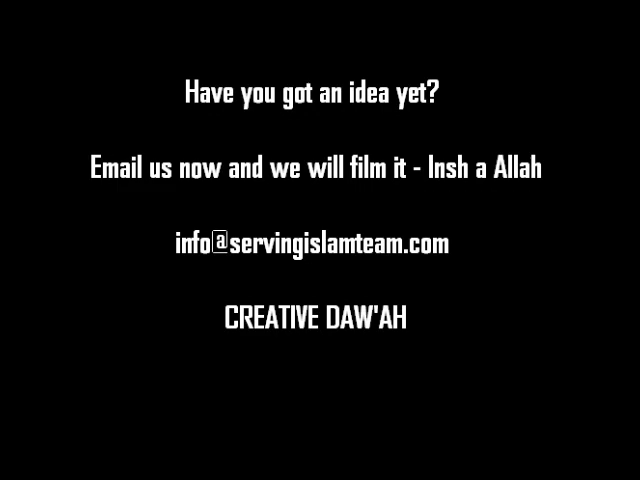 Have you got an idea yet?
Email us now and we will film it - Insh a Allah
info@servingislamteam.com
CREATIVE DAW'AH